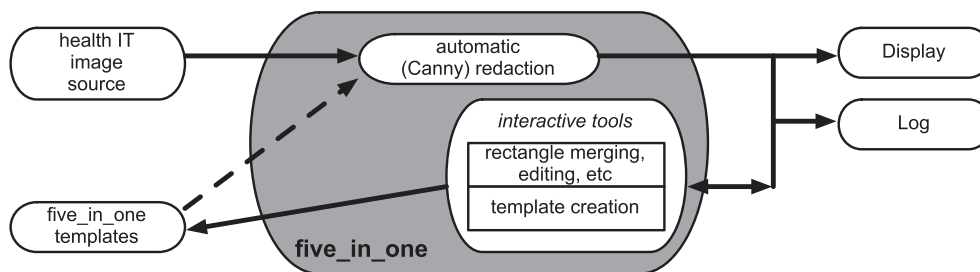 health IT
image
source
automatic
(Canny) redaction
Display
Log
interactive tools
rectangle merging,
editing, etc
template creation
five_in_one
templates
five_in_one